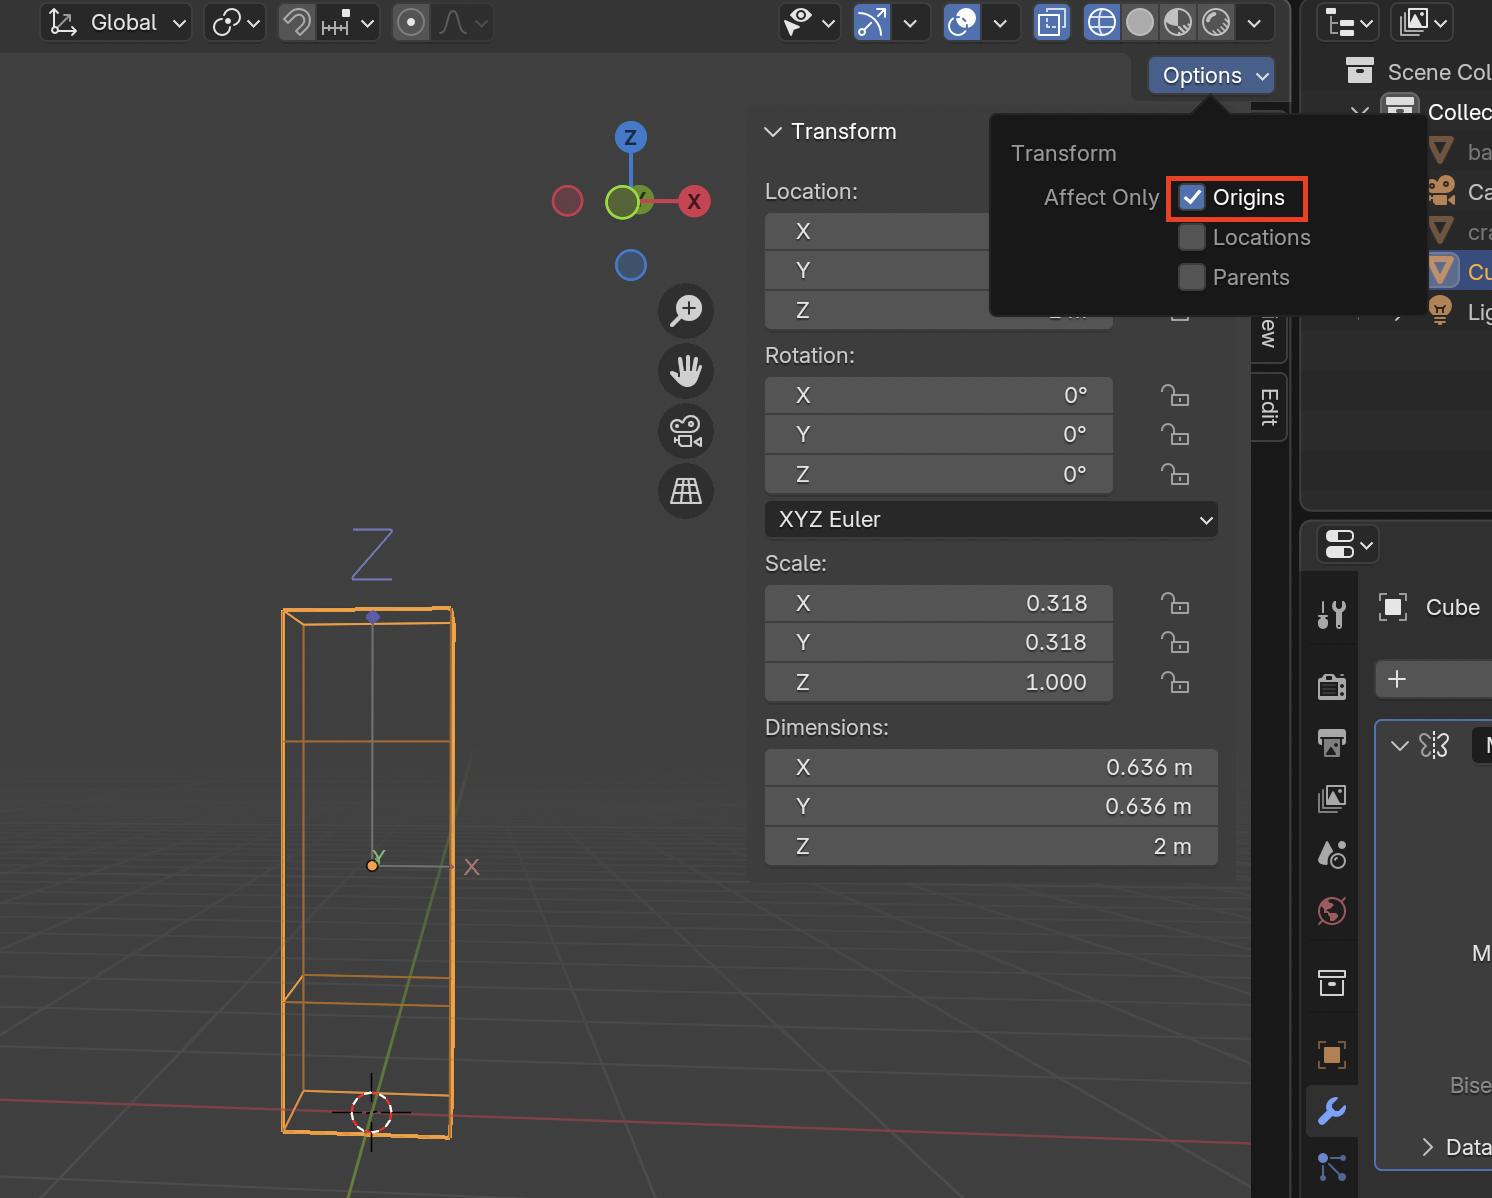 Global
Options
Scene Col
Collec
Transform
Transform
Location:
Affect Only
Origins
Locations
Parents
ba
Ca
cra
Cu
Lig
Z
X
X
Y
Z
ew
Edit
Rotation:
X 0°
Y 0°
Z 0°
XYZ Euler
Scale:
X 0.318
Y 0.318
Z 1.000
Dimensions:
X 0.636 m
Y 0.636 m
Z 2 m
Z
Y
X
Cube
M
Bise
Data